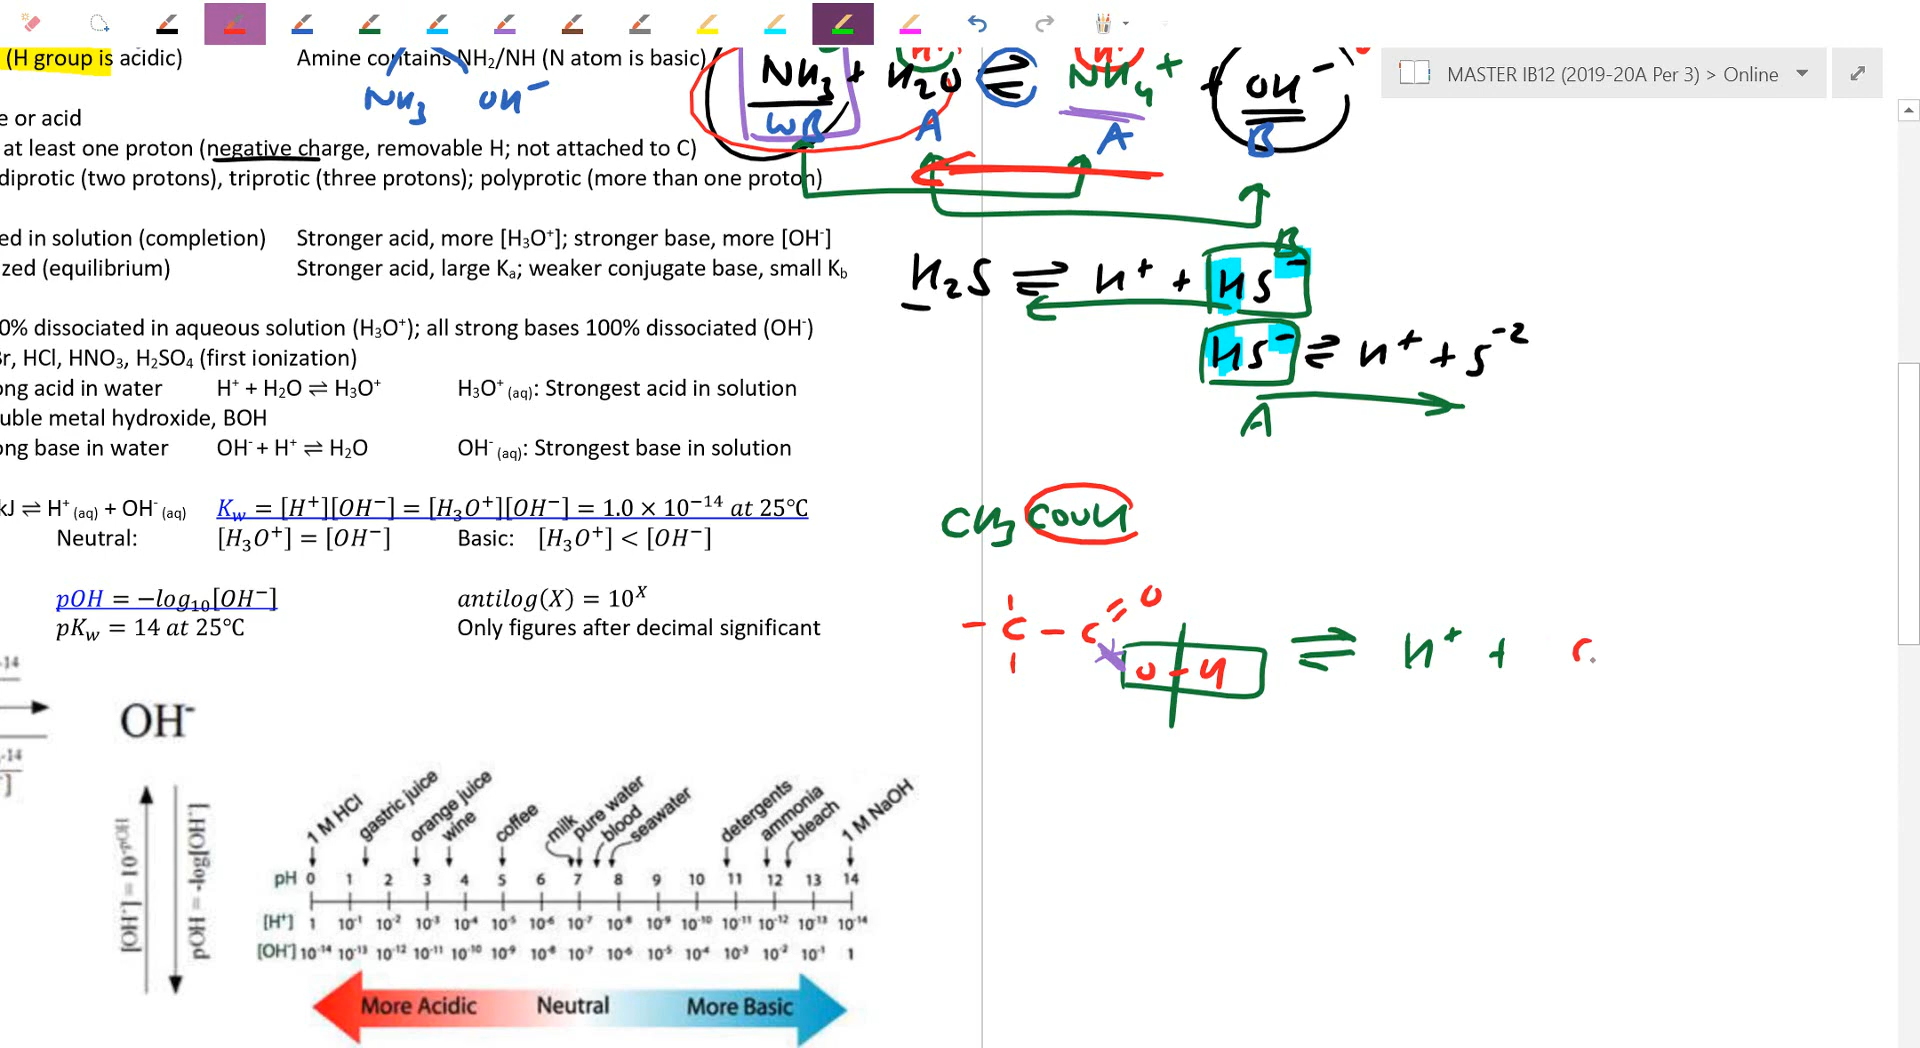 MASTER IB12 (2019-20A Per 3) > Online
(H group is acidic) Amine contains NH₂/NH (N atom is basic)
NH₃ OH⁻
NH₃ + H₂O ⇌ NH₄⁺ + OH⁻
WB A A B
e or acid
at least one proton (negative charge, removable H; not attached to C)
diprotic (two protons), triprotic (three protons); polyprotic (more than one proton)
ed in solution (completion) Stronger acid, more [H₃O⁺]; stronger base, more [OH⁻]
zed (equilibrium) Stronger acid, large Kₐ; weaker conjugate base, small K_b
B
H₂S ⇌ H⁺ + HS⁻
HS⁻ ⇌ H⁺ + S⁻²
A
0% dissociated in aqueous solution (H₃O⁺); all strong bases 100% dissociated (OH⁻)
r, HCl, HNO₃, H₂SO₄ (first ionization)
ong acid in water H⁺ + H₂O ⇌ H₃O⁺ H₃O⁺ (aq): Strongest acid in solution
uble metal hydroxide, BOH
ong base in water OH⁻ + H⁺ ⇌ H₂O OH⁻ (aq): Strongest base in solution
kJ ⇌ H⁺ (aq) + OH⁻ (aq) K_w = [H⁺][OH⁻] = [H₃O⁺][OH⁻] = 1.0 × 10⁻¹⁴ at 25°C
Neutral: [H₃O⁺] = [OH⁻] Basic: [H₃O⁺] < [OH⁻]
pOH = −log₁₀[OH⁻] antilog(X) = 10ˣ
pK_w = 14 at 25°C Only figures after decimal significant
CH₃COOH
O
- C - C
O - H ⇌ H⁺ +
-14
OH⁻
-14
]
[OH⁻] = 10⁻ᵖᴼᴴ
pOH = -log[OH⁻]
1 M HCl gastric juice orange juice wine coffee milk pure water blood seawater detergents ammonia bleach 1 M NaOH
pH 0 1 2 3 4 5 6 7 8 9 10 11 12 13 14
[H⁺] 1 10⁻¹ 10⁻² 10⁻³ 10⁻⁴ 10⁻⁵ 10⁻⁶ 10⁻⁷ 10⁻⁸ 10⁻⁹ 10⁻¹⁰ 10⁻¹¹ 10⁻¹² 10⁻¹³ 10⁻¹⁴
[OH⁻] 10⁻¹⁴ 10⁻¹³ 10⁻¹² 10⁻¹¹ 10⁻¹⁰ 10⁻⁹ 10⁻⁸ 10⁻⁷ 10⁻⁶ 10⁻⁵ 10⁻⁴ 10⁻³ 10⁻² 10⁻¹ 1
More Acidic Neutral More Basic